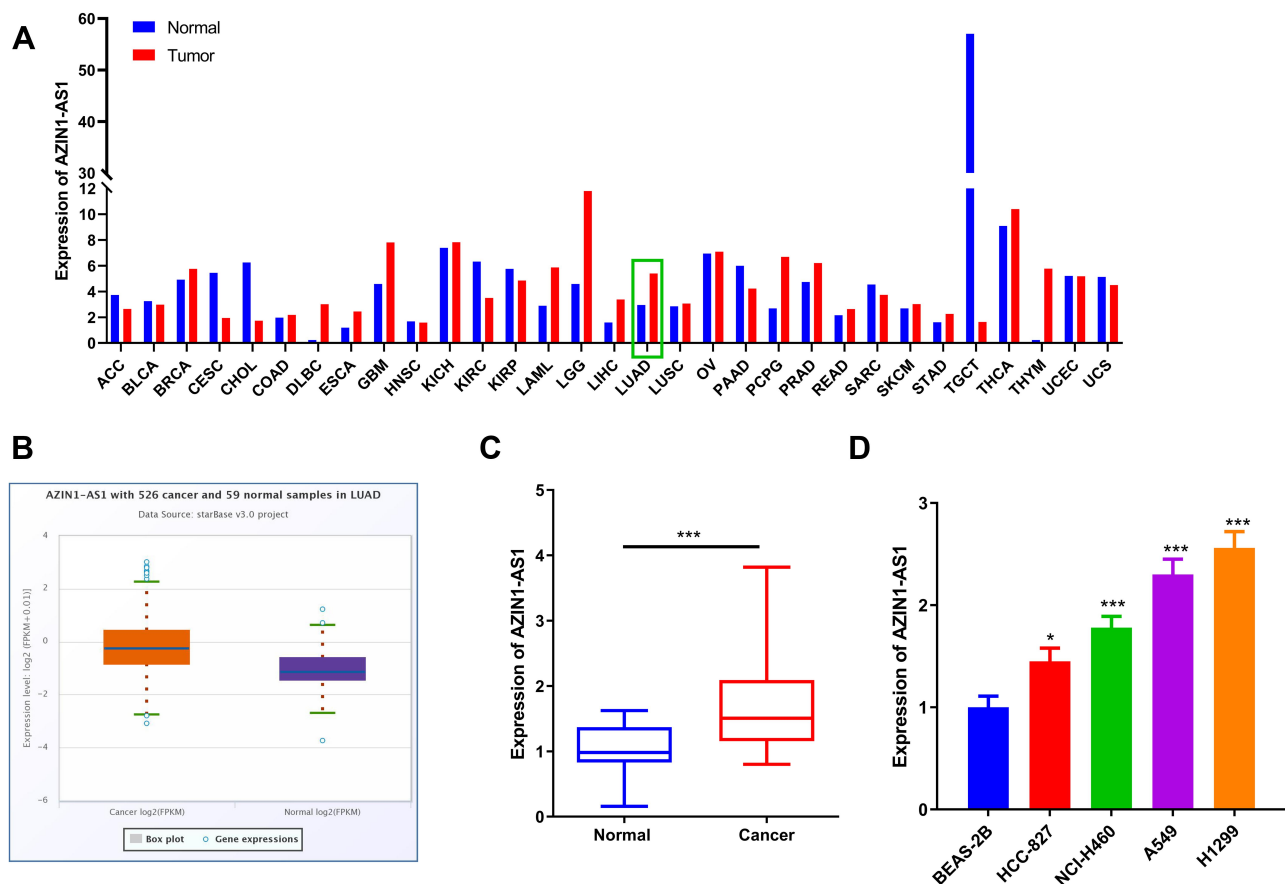 A
Normal
Tumor
Expression of AZIN1-AS1
60
50
40
30
12
10
8
6
4
2
0
ACC
BLCA
BRCA
CESC
CHOL
COAD
DLBC
ESCA
GBM
HNSC
KICH
KIRC
KIRP
LAML
LGG
LIHC
LUAD
LUSC
OV
PAAD
PCPG
PRAD
READ
SARC
SKCM
STAD
TGCT
THCA
THYM
UCEC
UCS
B
AZIN1-AS1 with 526 cancer and 59 normal samples in LUAD
Data Source: starBase v3.0 project
Expression level: log2 (FPKM+0.01)]
4
2
0
−2
−4
−6
Cancer log2(FPKM)
Normal log2(FPKM)
Box plot
Gene expressions
C
Expression of AZIN1-AS1
5
4
3
2
1
0
***
Normal
Cancer
D
Expression of AZIN1-AS1
3
2
1
0
*
***
***
***
BEAS-2B
HCC-827
NCI-H460
A549
H1299